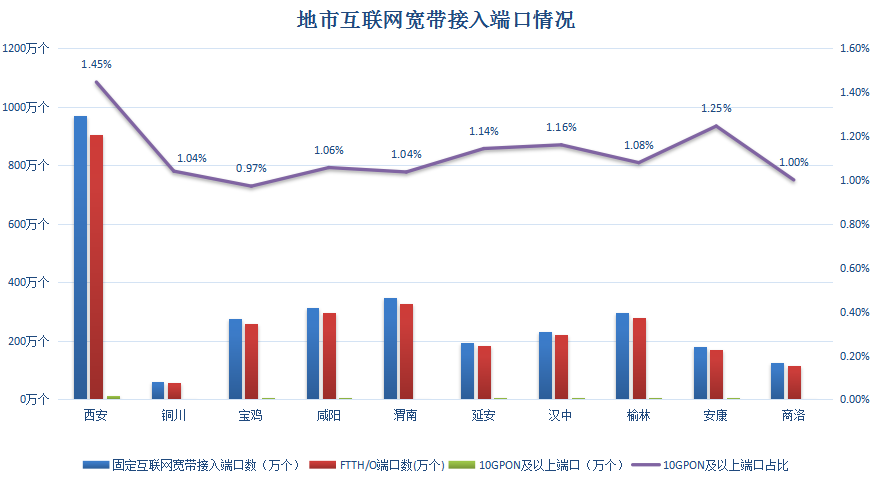 地市互联网宽带接入端口情况
1200万个
1000万个
800万个
600万个
400万个
200万个
0万个
1.60%
1.40%
1.20%
1.00%
0.80%
0.60%
0.40%
0.20%
0.00%
1.45%
1.04%
0.97%
1.06%
1.04%
1.14%
1.16%
1.08%
1.25%
1.00%
西安 铜川 宝鸡 咸阳 渭南 延安 汉中 榆林 安康 商洛
固定互联网宽带接入端口数（万个） FTTH/O端口数(万个) 10GPON及以上端口（万个） 10GPON及以上端口占比